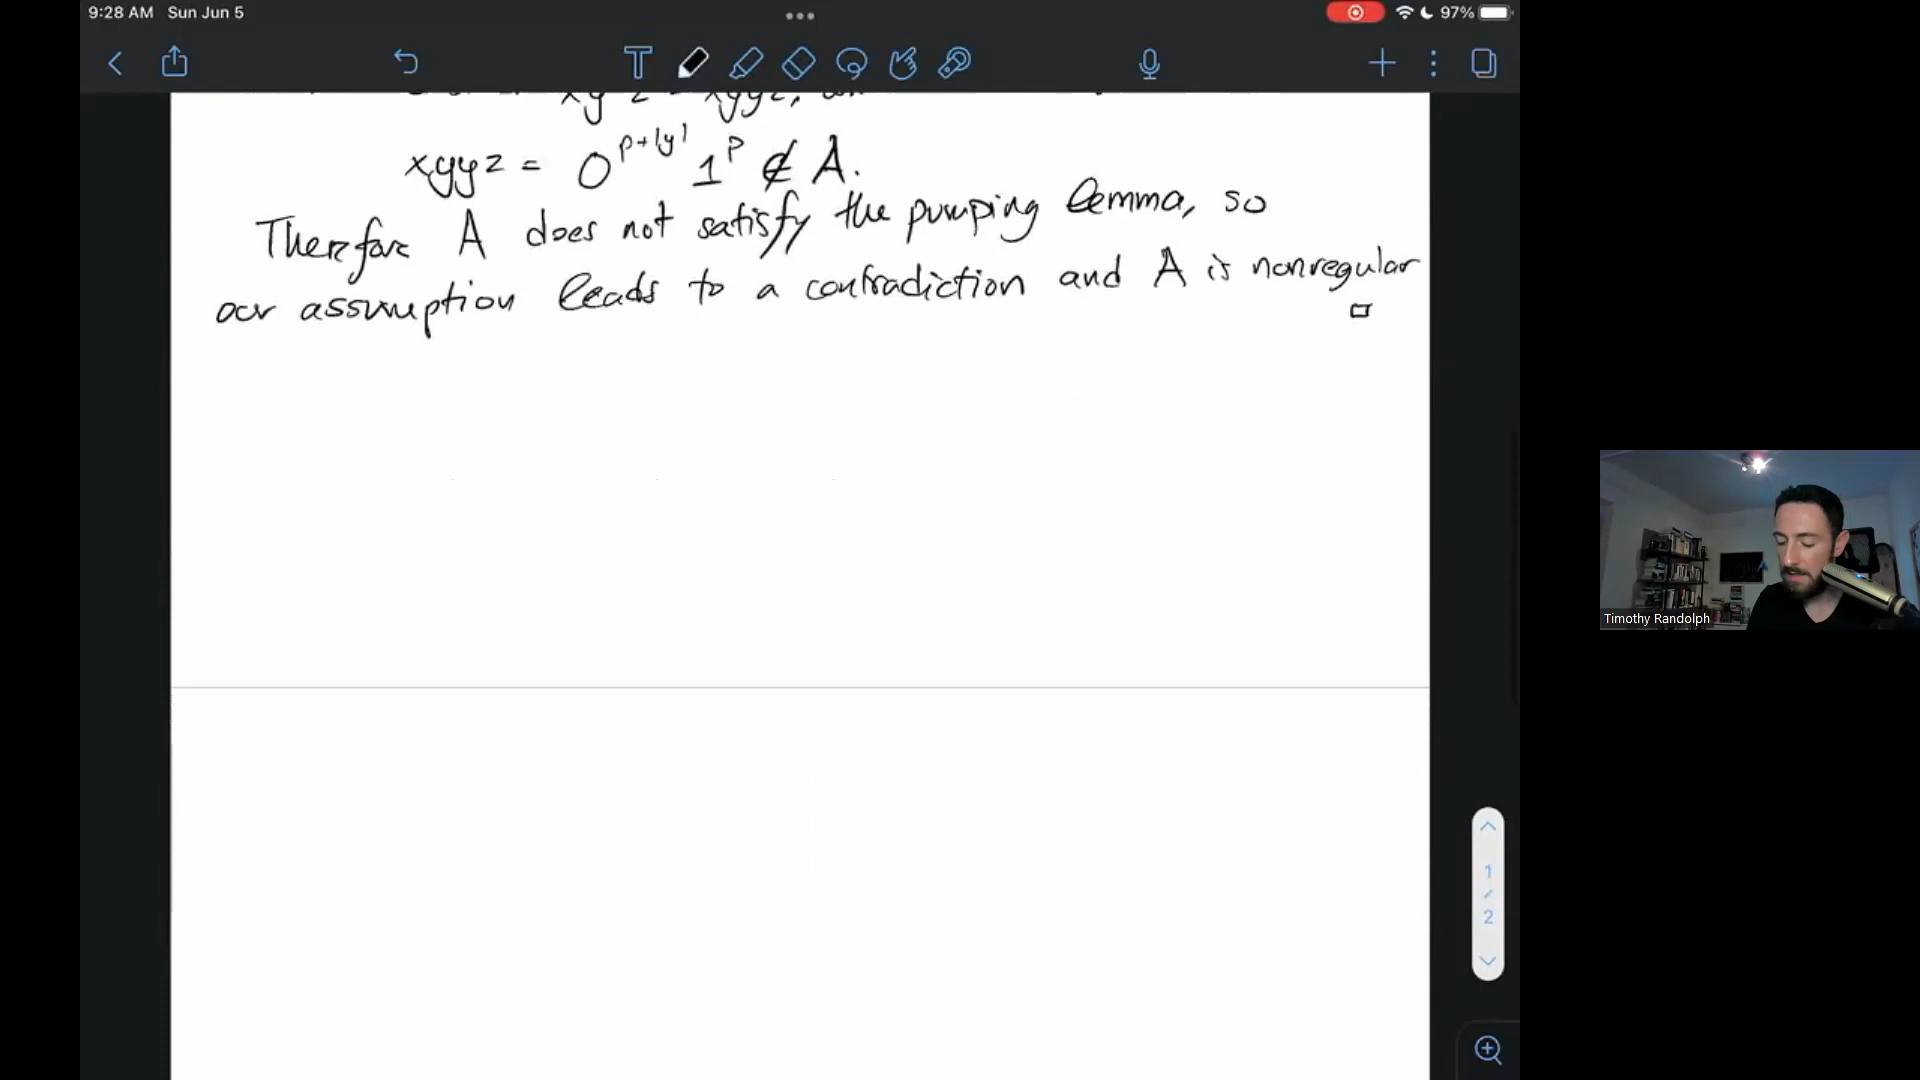 9:28 AM Sun Jun 5
97%
T
xyyz = 0^{p+|y|} 1^p ∉ A.
Therefore A does not satisfy the pumping lemma, so
our assumption leads to a contradiction and A is nonregular
□
1
/
2
Timothy Randolph